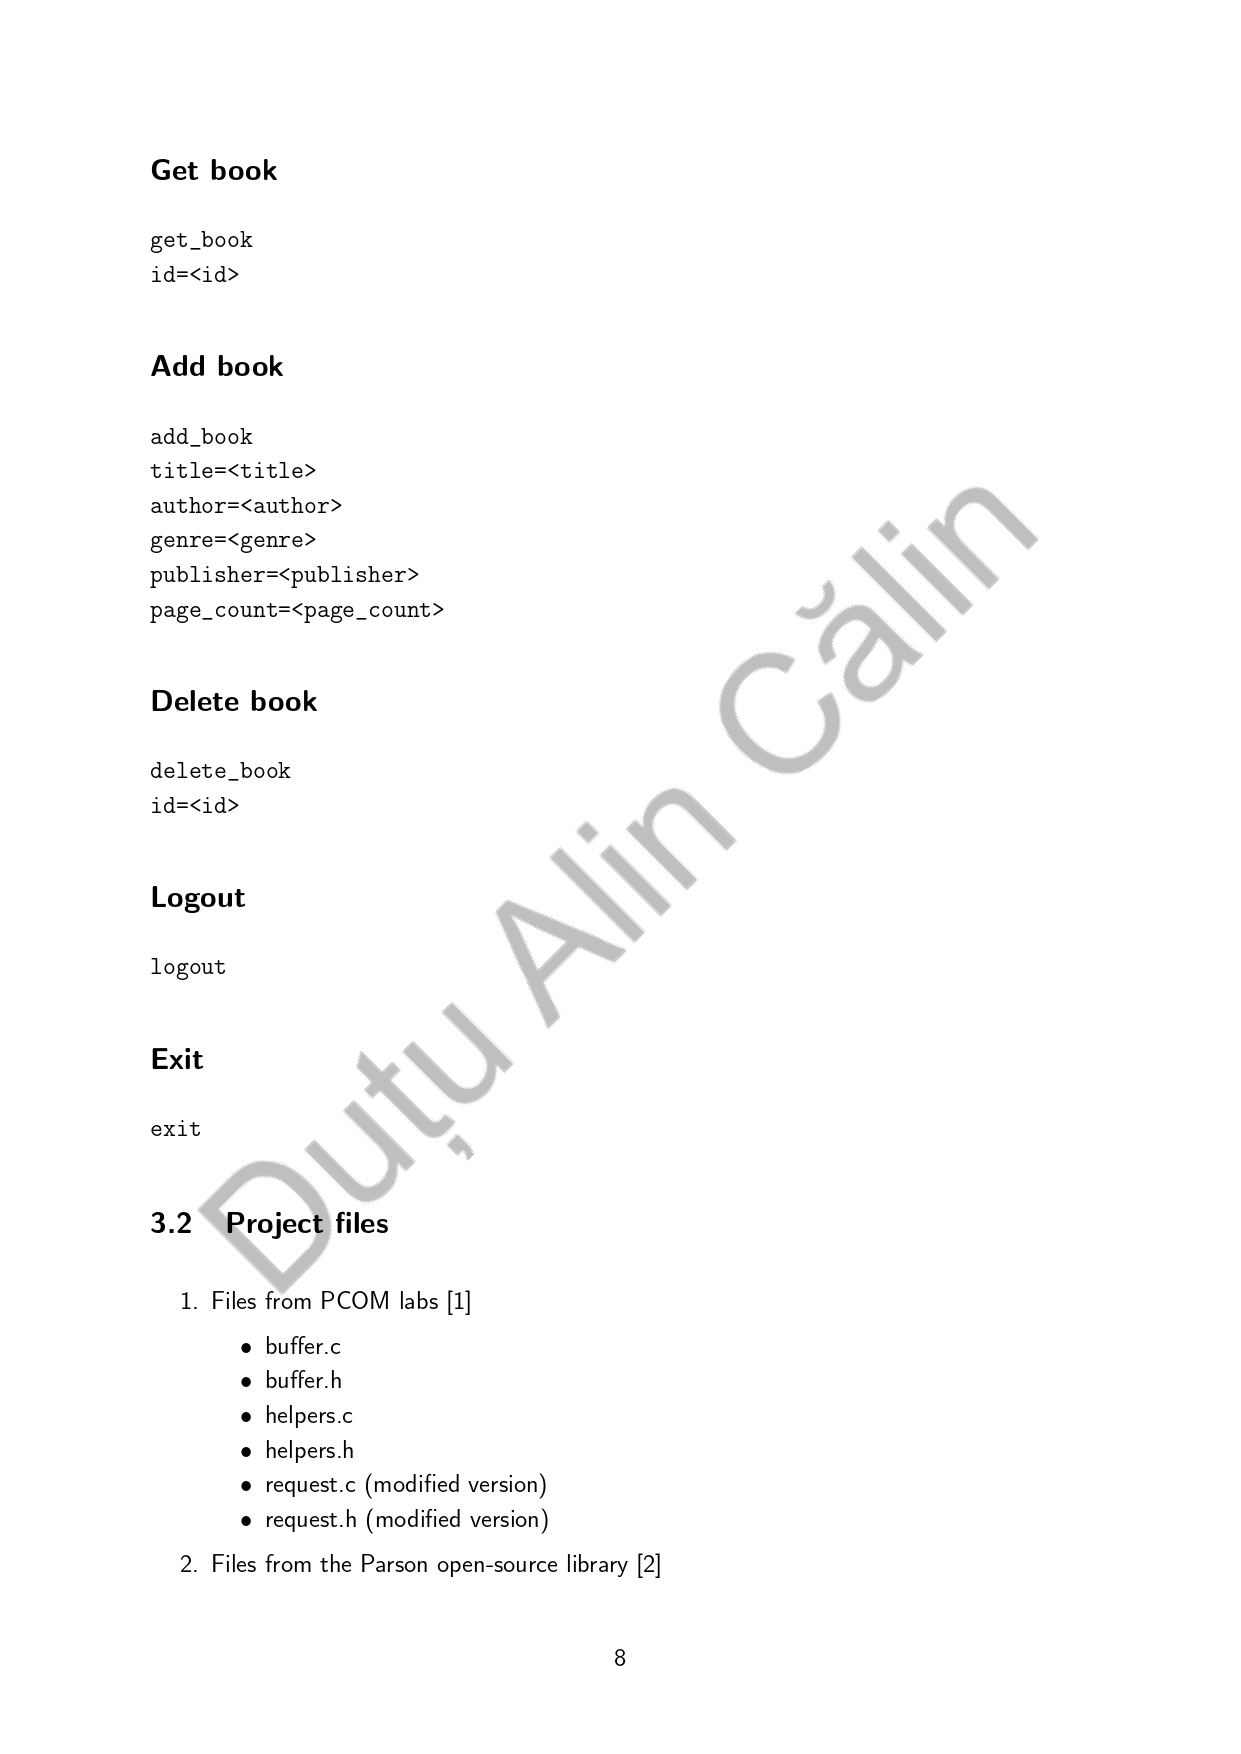 Get book
get_book
id=<id>
Add book
add_book
title=<title>
author=<author>
genre=<genre>
publisher=<publisher>
page_count=<page_count>
Delete book
delete_book
id=<id>
Logout
logout
Exit
exit
3.2 Project files
1. Files from PCOM labs [1]
• buffer.c
• buffer.h
• helpers.c
• helpers.h
• request.c (modified version)
• request.h (modified version)
2. Files from the Parson open-source library [2]
8
Duțu Alin Călin